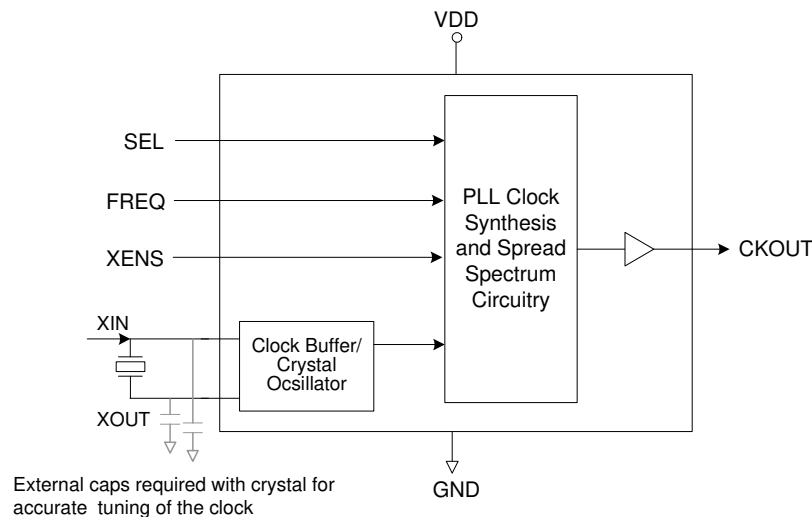 VDD
SEL
FREQ
XENS
PLL Clock
Synthesis
and Spread
Spectrum
Circuitry
CKOUT
XIN
Clock Buffer/
Crystal
Ocsillator
XOUT
GND
External caps required with crystal for
accurate tuning of the clock